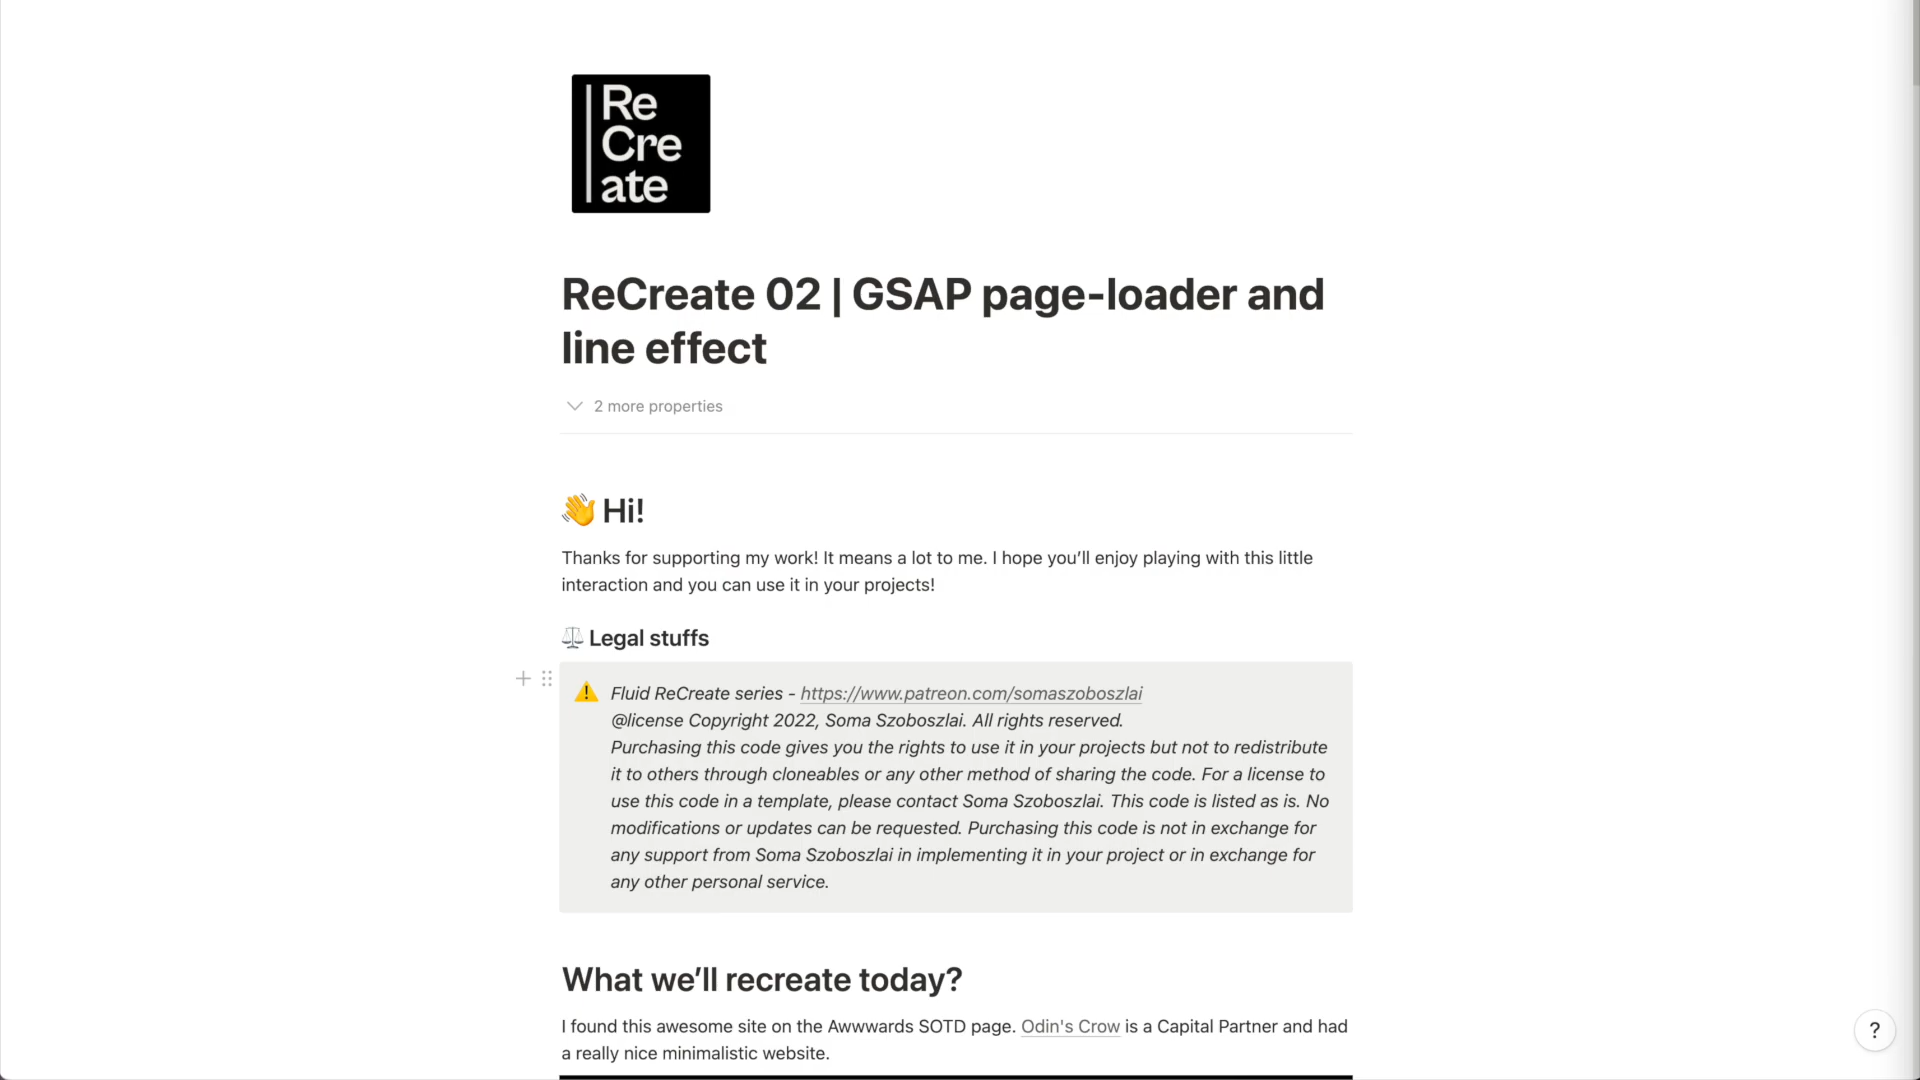 Re
Cre
ate
ReCreate 02 | GSAP page-loader and
line effect
2 more properties
👋 Hi!
Thanks for supporting my work! It means a lot to me. I hope you’ll enjoy playing with this little
interaction and you can use it in your projects!
⚖️ Legal stuffs
Fluid ReCreate series - https://www.patreon.com/somaszoboszlai
@license Copyright 2022, Soma Szoboszlai. All rights reserved.
Purchasing this code gives you the rights to use it in your projects but not to redistribute
it to others through cloneables or any other method of sharing the code. For a license to
use this code in a template, please contact Soma Szoboszlai. This code is listed as is. No
modifications or updates can be requested. Purchasing this code is not in exchange for
any support from Soma Szoboszlai in implementing it in your project or in exchange for
any other personal service.
What we’ll recreate today?
I found this awesome site on the Awwwards SOTD page. Odin's Crow is a Capital Partner and had
a really nice minimalistic website.
?